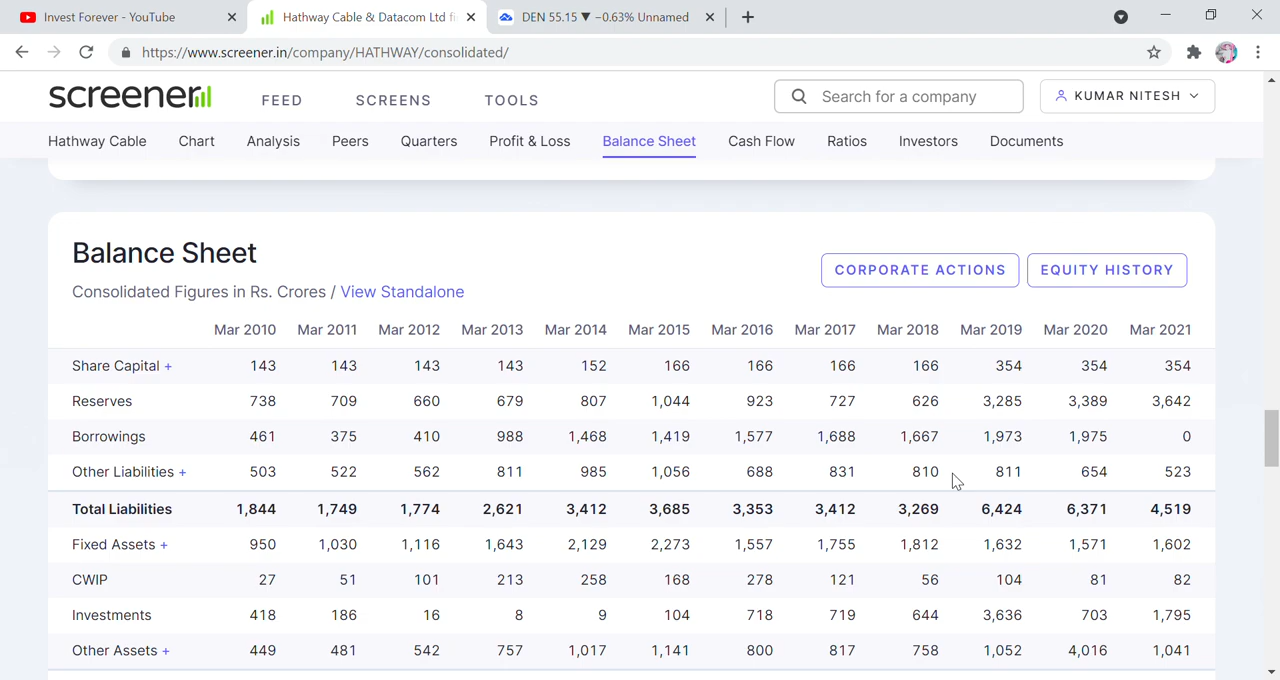 Invest Forever - YouTube
Hathway Cable & Datacom Ltd fi
DEN 55.15 ▼ −0.63% Unnamed
https://www.screener.in/company/HATHWAY/consolidated/
screener
FEED SCREENS TOOLS
Search for a company
KUMAR NITESH
Hathway Cable Chart Analysis Peers Quarters Profit & Loss Balance Sheet Cash Flow Ratios Investors Documents
Balance Sheet
CORPORATE ACTIONS EQUITY HISTORY
Consolidated Figures in Rs. Crores / View Standalone
Mar 2010 Mar 2011 Mar 2012 Mar 2013 Mar 2014 Mar 2015 Mar 2016 Mar 2017 Mar 2018 Mar 2019 Mar 2020 Mar 2021
Share Capital + 143 143 143 143 152 166 166 166 166 354 354 354
Reserves 738 709 660 679 807 1,044 923 727 626 3,285 3,389 3,642
Borrowings 461 375 410 988 1,468 1,419 1,577 1,688 1,667 1,973 1,975 0
Other Liabilities + 503 522 562 811 985 1,056 688 831 810 811 654 523
Total Liabilities 1,844 1,749 1,774 2,621 3,412 3,685 3,353 3,412 3,269 6,424 6,371 4,519
Fixed Assets + 950 1,030 1,116 1,643 2,129 2,273 1,557 1,755 1,812 1,632 1,571 1,602
CWIP 27 51 101 213 258 168 278 121 56 104 81 82
Investments 418 186 16 8 9 104 718 719 644 3,636 703 1,795
Other Assets + 449 481 542 757 1,017 1,141 800 817 758 1,052 4,016 1,041